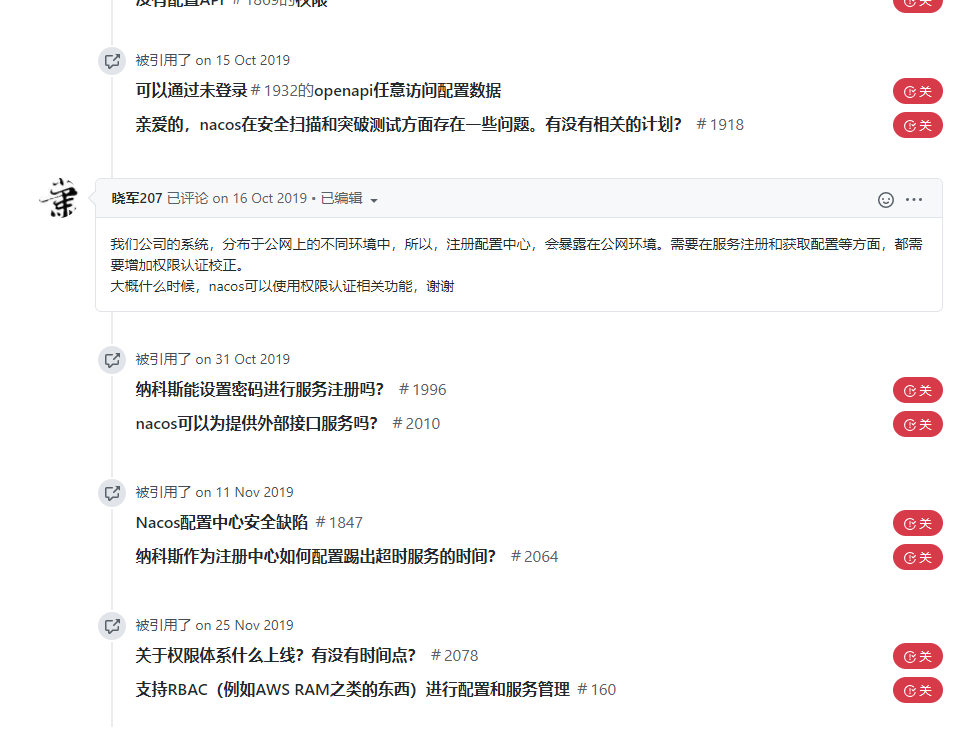 没有配置API #1869的权限
被引用了 on 15 Oct 2019
可以通过未登录#1932的openapi任意访问配置数据
关
亲爱的，nacos在安全扫描和突破测试方面存在一些问题。有没有相关的计划？ #1918
关
晓军207 已评论 on 16 Oct 2019 • 已编辑
我们公司的系统，分布于公网上的不同环境中，所以，注册配置中心，会暴露在公网环境。需要在服务注册和获取配置等方面，都需
要增加权限认证校正。
大概什么时候，nacos可以使用权限认证相关功能，谢谢
被引用了 on 31 Oct 2019
纳科斯能设置密码进行服务注册吗？ #1996
关
nacos可以为提供外部接口服务吗？ #2010
关
被引用了 on 11 Nov 2019
Nacos配置中心安全缺陷 #1847
关
纳科斯作为注册中心如何配置踢出超时服务的时间？ #2064
关
被引用了 on 25 Nov 2019
关于权限体系什么上线？有没有时间点？ #2078
关
支持RBAC（例如AWS RAM之类的东西）进行配置和服务管理 #160
关